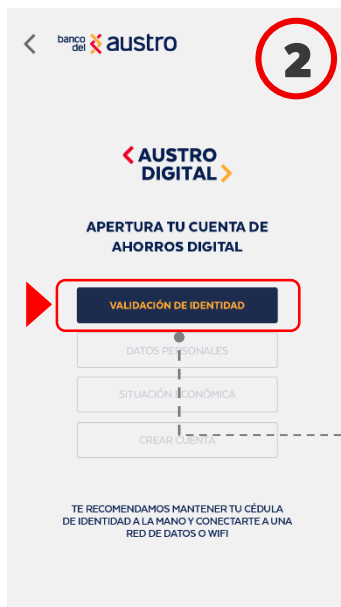 banco del austro
2
AUSTRO
DIGITAL
APERTURA TU CUENTA DE
AHORROS DIGITAL
VALIDACIÓN DE IDENTIDAD
DATOS PERSONALES
SITUACIÓN ECONÓMICA
CREAR CUENTA
TE RECOMENDAMOS MANTENER TU CÉDULA
DE IDENTIDAD A LA MANO Y CONECTARTE A UNA
RED DE DATOS O WIFI